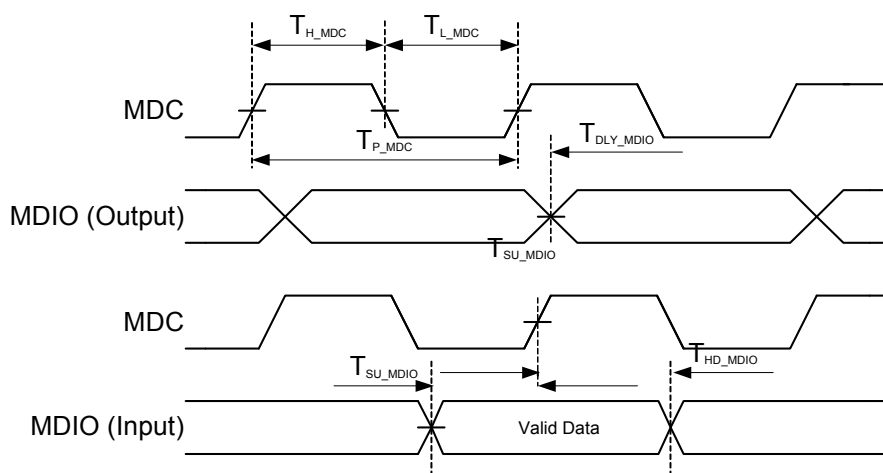 T_H_MDC T_L_MDC
MDC
T_P_MDC
T_DLY_MDIO
MDIO (Output)
T_SU_MDIO
MDC
T_SU_MDIO
T_HD_MDIO
MDIO (Input)
Valid Data